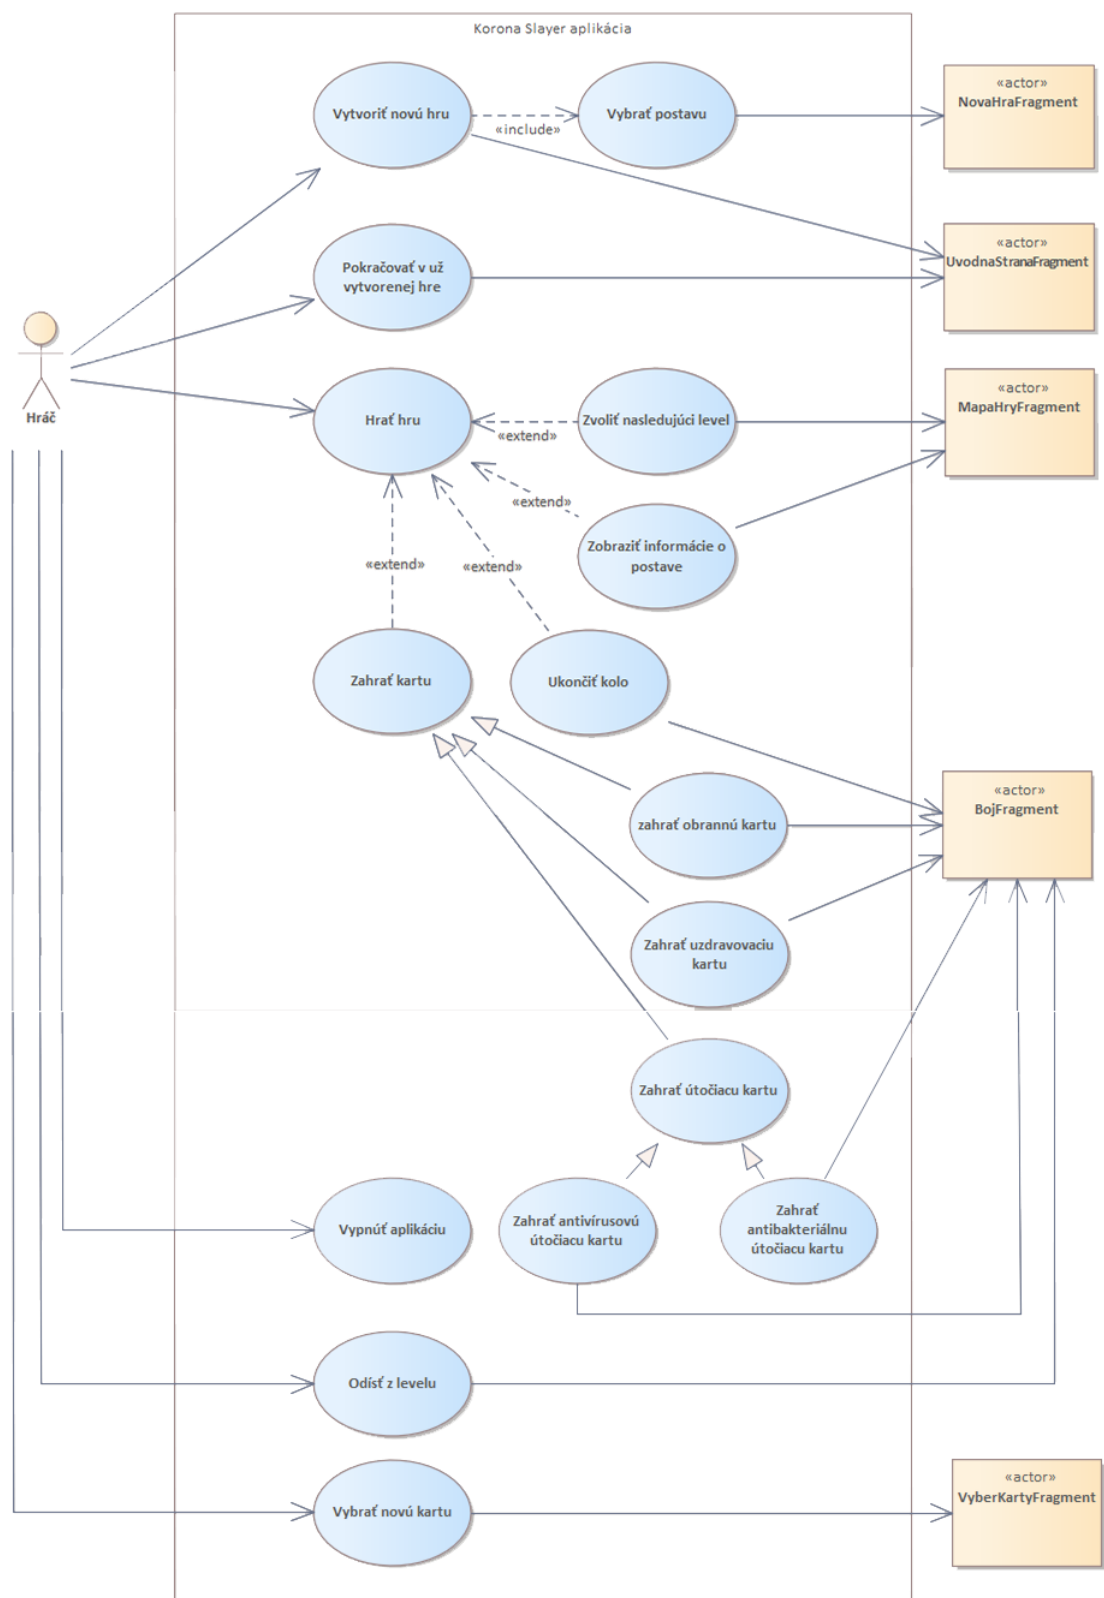 Korona Slayer aplikácia
Vytvoriť novú hru
«include»
Vybrať postavu
«actor»
NovaHraFragment
Pokračovať v už
vytvorenej hre
«actor»
UvodnaStranaFragment
Hráč
Hrať hru
«extend»
Zvoliť nasledujúci level
«actor»
MapaHryFragment
«extend»
Zobraziť informácie o
postave
«extend»
«extend»
Zahrať kartu
Ukončiť kolo
«actor»
BojFragment
zahrať obrannú kartu
Zahrať uzdravovaciu
kartu
Zahrať útočiacu kartu
Vypnúť aplikáciu
Zahrať antivírusovú
útočiacu kartu
Zahrať
antibakteriálnu
útočiacu kartu
Odísť z levelu
Vybrať novú kartu
«actor»
VyberKartyFragment